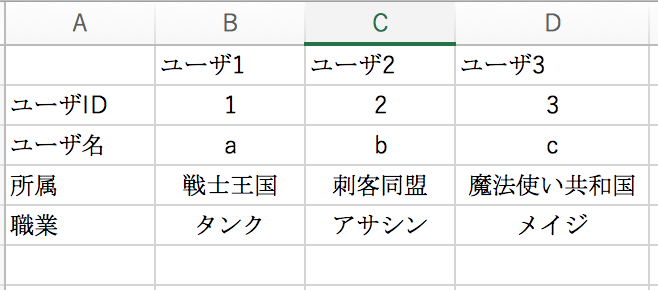 A B C D
ユーザ1 ユーザ2 ユーザ3
ユーザID 1 2 3
ユーザ名 a b c
所属 戦士王国 刺客同盟 魔法使い共和国
職業 タンク アサシン メイジ